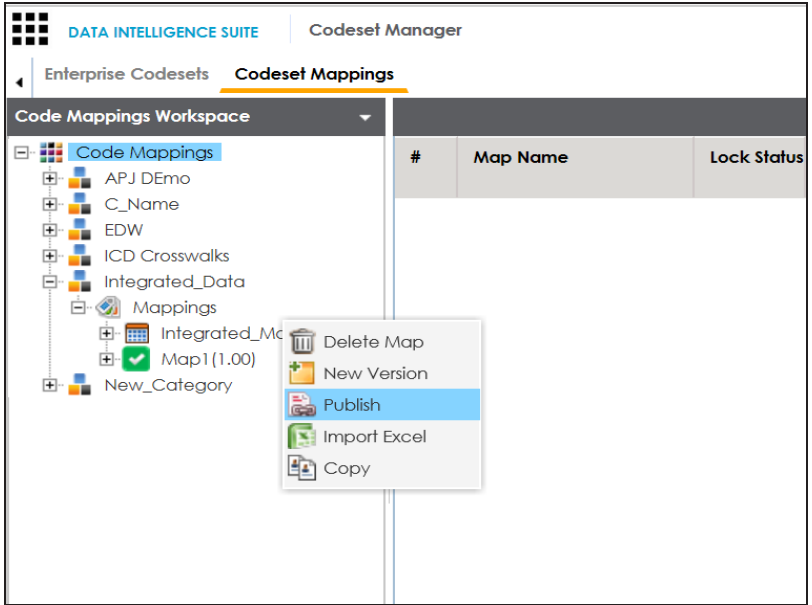 DATA INTELLIGENCE SUITE Codeset Manager
Enterprise Codesets Codeset Mappings
Code Mappings Workspace
# Map Name Lock Status
Code Mappings
APJ DEmo
C_Name
EDW
ICD Crosswalks
Integrated_Data
Mappings
Integrated_Mc
Map1(1.00)
New_Category
Delete Map
New Version
Publish
Import Excel
Copy